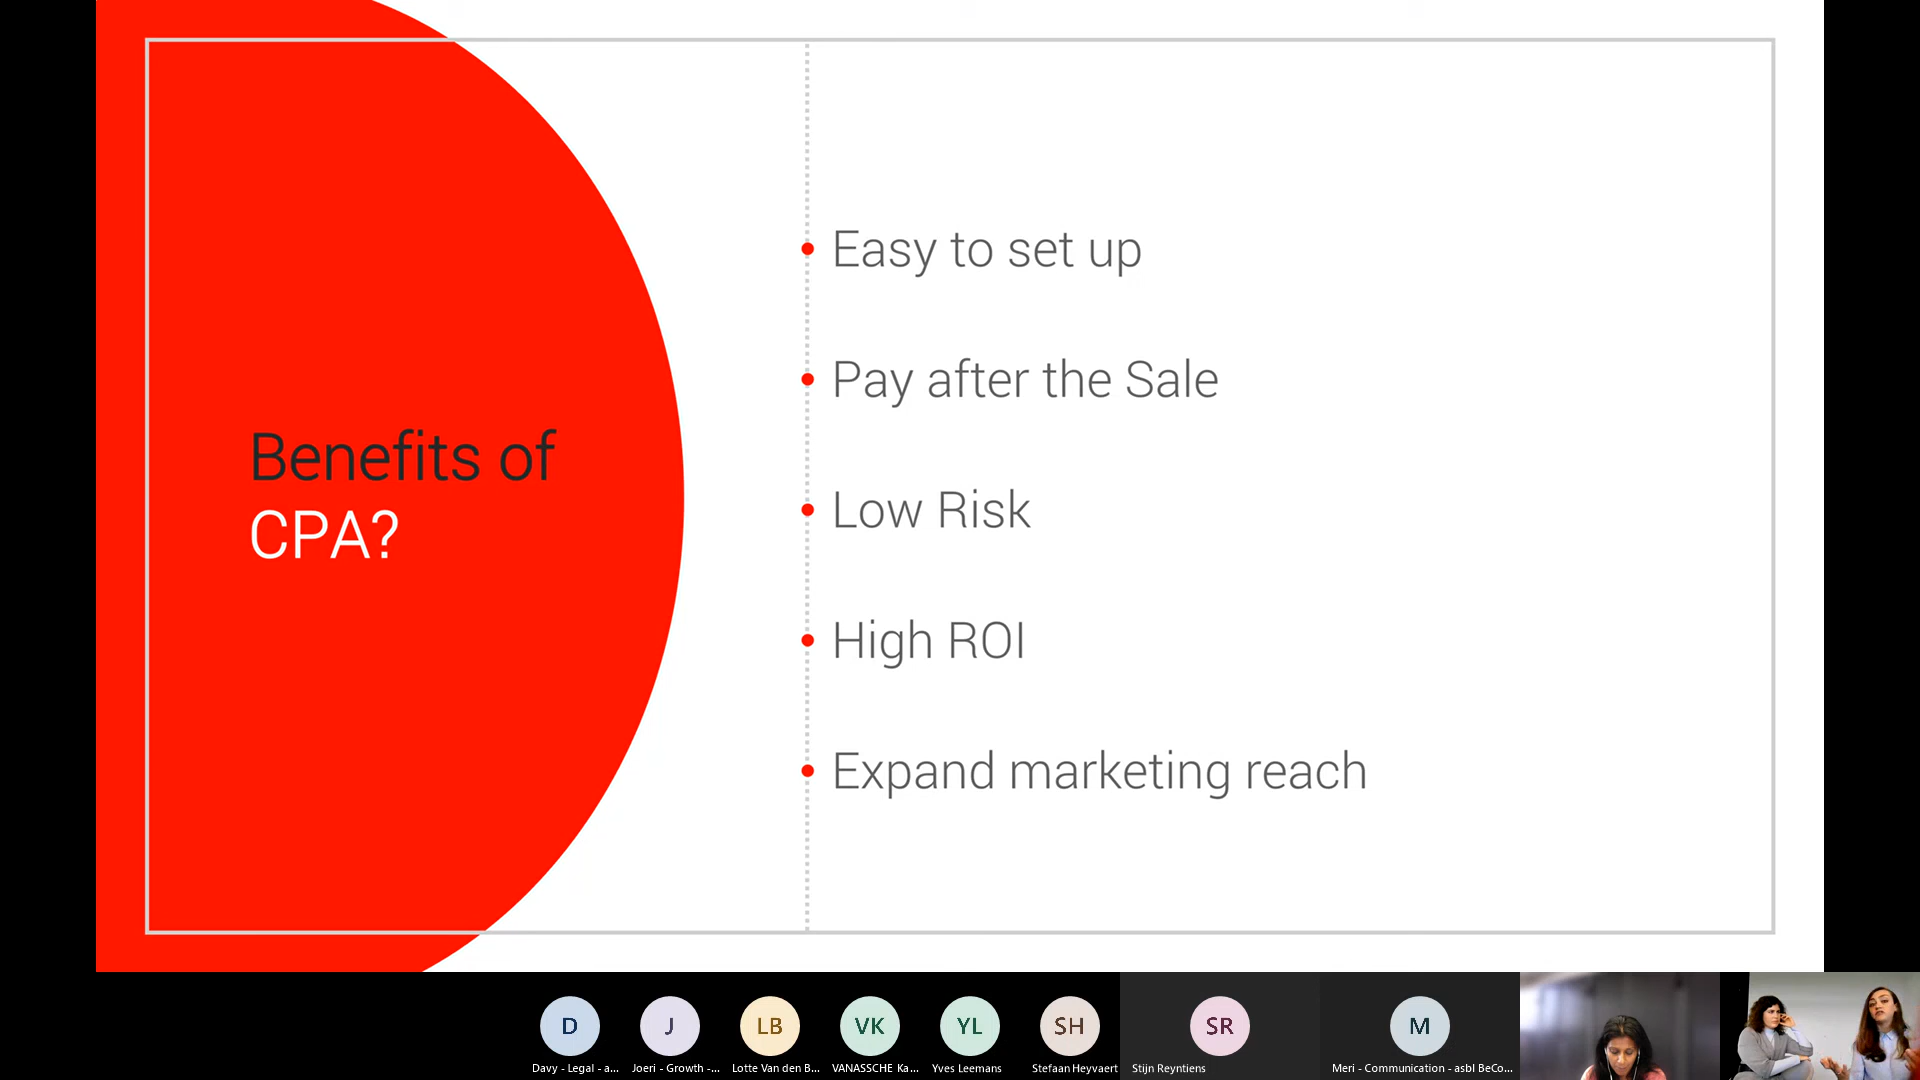 Benefits of
CPA?
Easy to set up
Pay after the Sale
Low Risk
High ROI
Expand marketing reach
D
J
LB
VK
YL
SH
SR
M
Davy - Legal - a...
Joeri - Growth -...
Lotte Van den B...
VANASSCHE Ka...
Yves Leemans
Stefaan Heyvaert
Stijn Reyntiens
Meri - Communication - asbl BeCo...